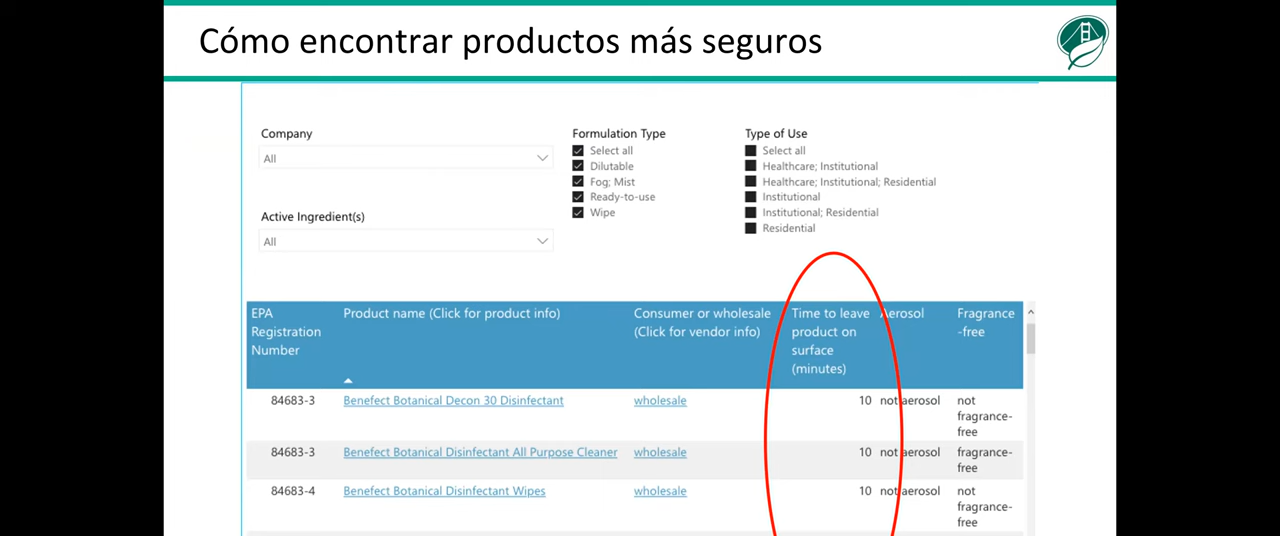 Cómo encontrar productos más seguros
Company
All
Active Ingredient(s)
All
Formulation Type
Select all
Dilutable
Fog; Mist
Ready-to-use
Wipe
Type of Use
Select all
Healthcare; Institutional
Healthcare; Institutional; Residential
Institutional
Institutional; Residential
Residential
EPA Registration Number
Product name (Click for product info)
Consumer or wholesale (Click for vendor info)
Time to leave product on surface (minutes)
Aerosol
Fragrance-free
84683-3 Benefect Botanical Decon 30 Disinfectant wholesale 10 not aerosol not fragrance-free
84683-3 Benefect Botanical Disinfectant All Purpose Cleaner wholesale 10 not aerosol fragrance-free
84683-4 Benefect Botanical Disinfectant Wipes wholesale 10 not aerosol not fragrance-free